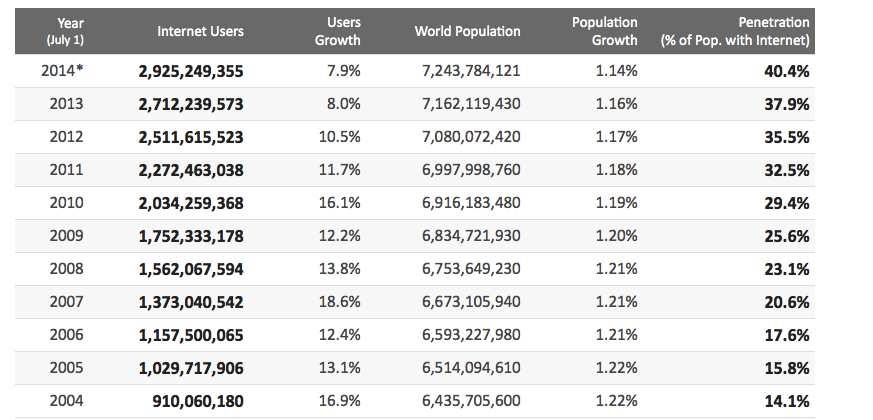 Year (July 1) Internet Users Users Growth World Population Population Growth Penetration (% of Pop. with Internet)
2014* 2,925,249,355 7.9% 7,243,784,121 1.14% 40.4%
2013 2,712,239,573 8.0% 7,162,119,430 1.16% 37.9%
2012 2,511,615,523 10.5% 7,080,072,420 1.17% 35.5%
2011 2,272,463,038 11.7% 6,997,998,760 1.18% 32.5%
2010 2,034,259,368 16.1% 6,916,183,480 1.19% 29.4%
2009 1,752,333,178 12.2% 6,834,721,930 1.20% 25.6%
2008 1,562,067,594 13.8% 6,753,649,230 1.21% 23.1%
2007 1,373,040,542 18.6% 6,673,105,940 1.21% 20.6%
2006 1,157,500,065 12.4% 6,593,227,980 1.21% 17.6%
2005 1,029,717,906 13.1% 6,514,094,610 1.22% 15.8%
2004 910,060,180 16.9% 6,435,705,600 1.22% 14.1%